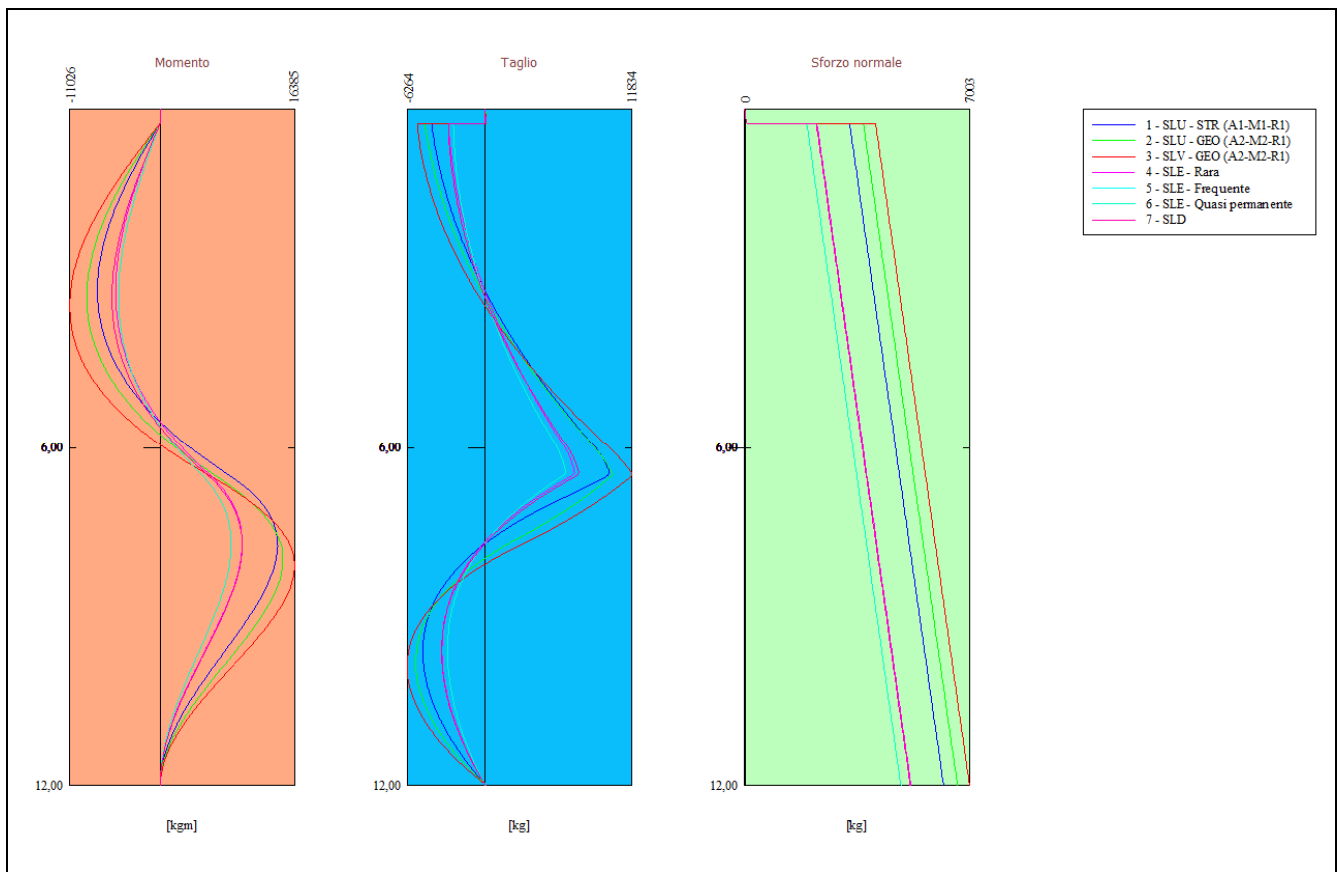 Momento
Taglio
Sforzo normale
-11026
16385
-6264
11834
0
7003
1 - SLU - STR (A1-M1-R1)
2 - SLU - GEO (A2-M2-R1)
3 - SLV - GEO (A2-M2-R1)
4 - SLE - Rara
5 - SLE - Frequente
6 - SLE - Quasi permanente
7 - SLD
6,00
6,00
6,00
12,00
12,00
12,00
[kgm]
[kg]
[kg]